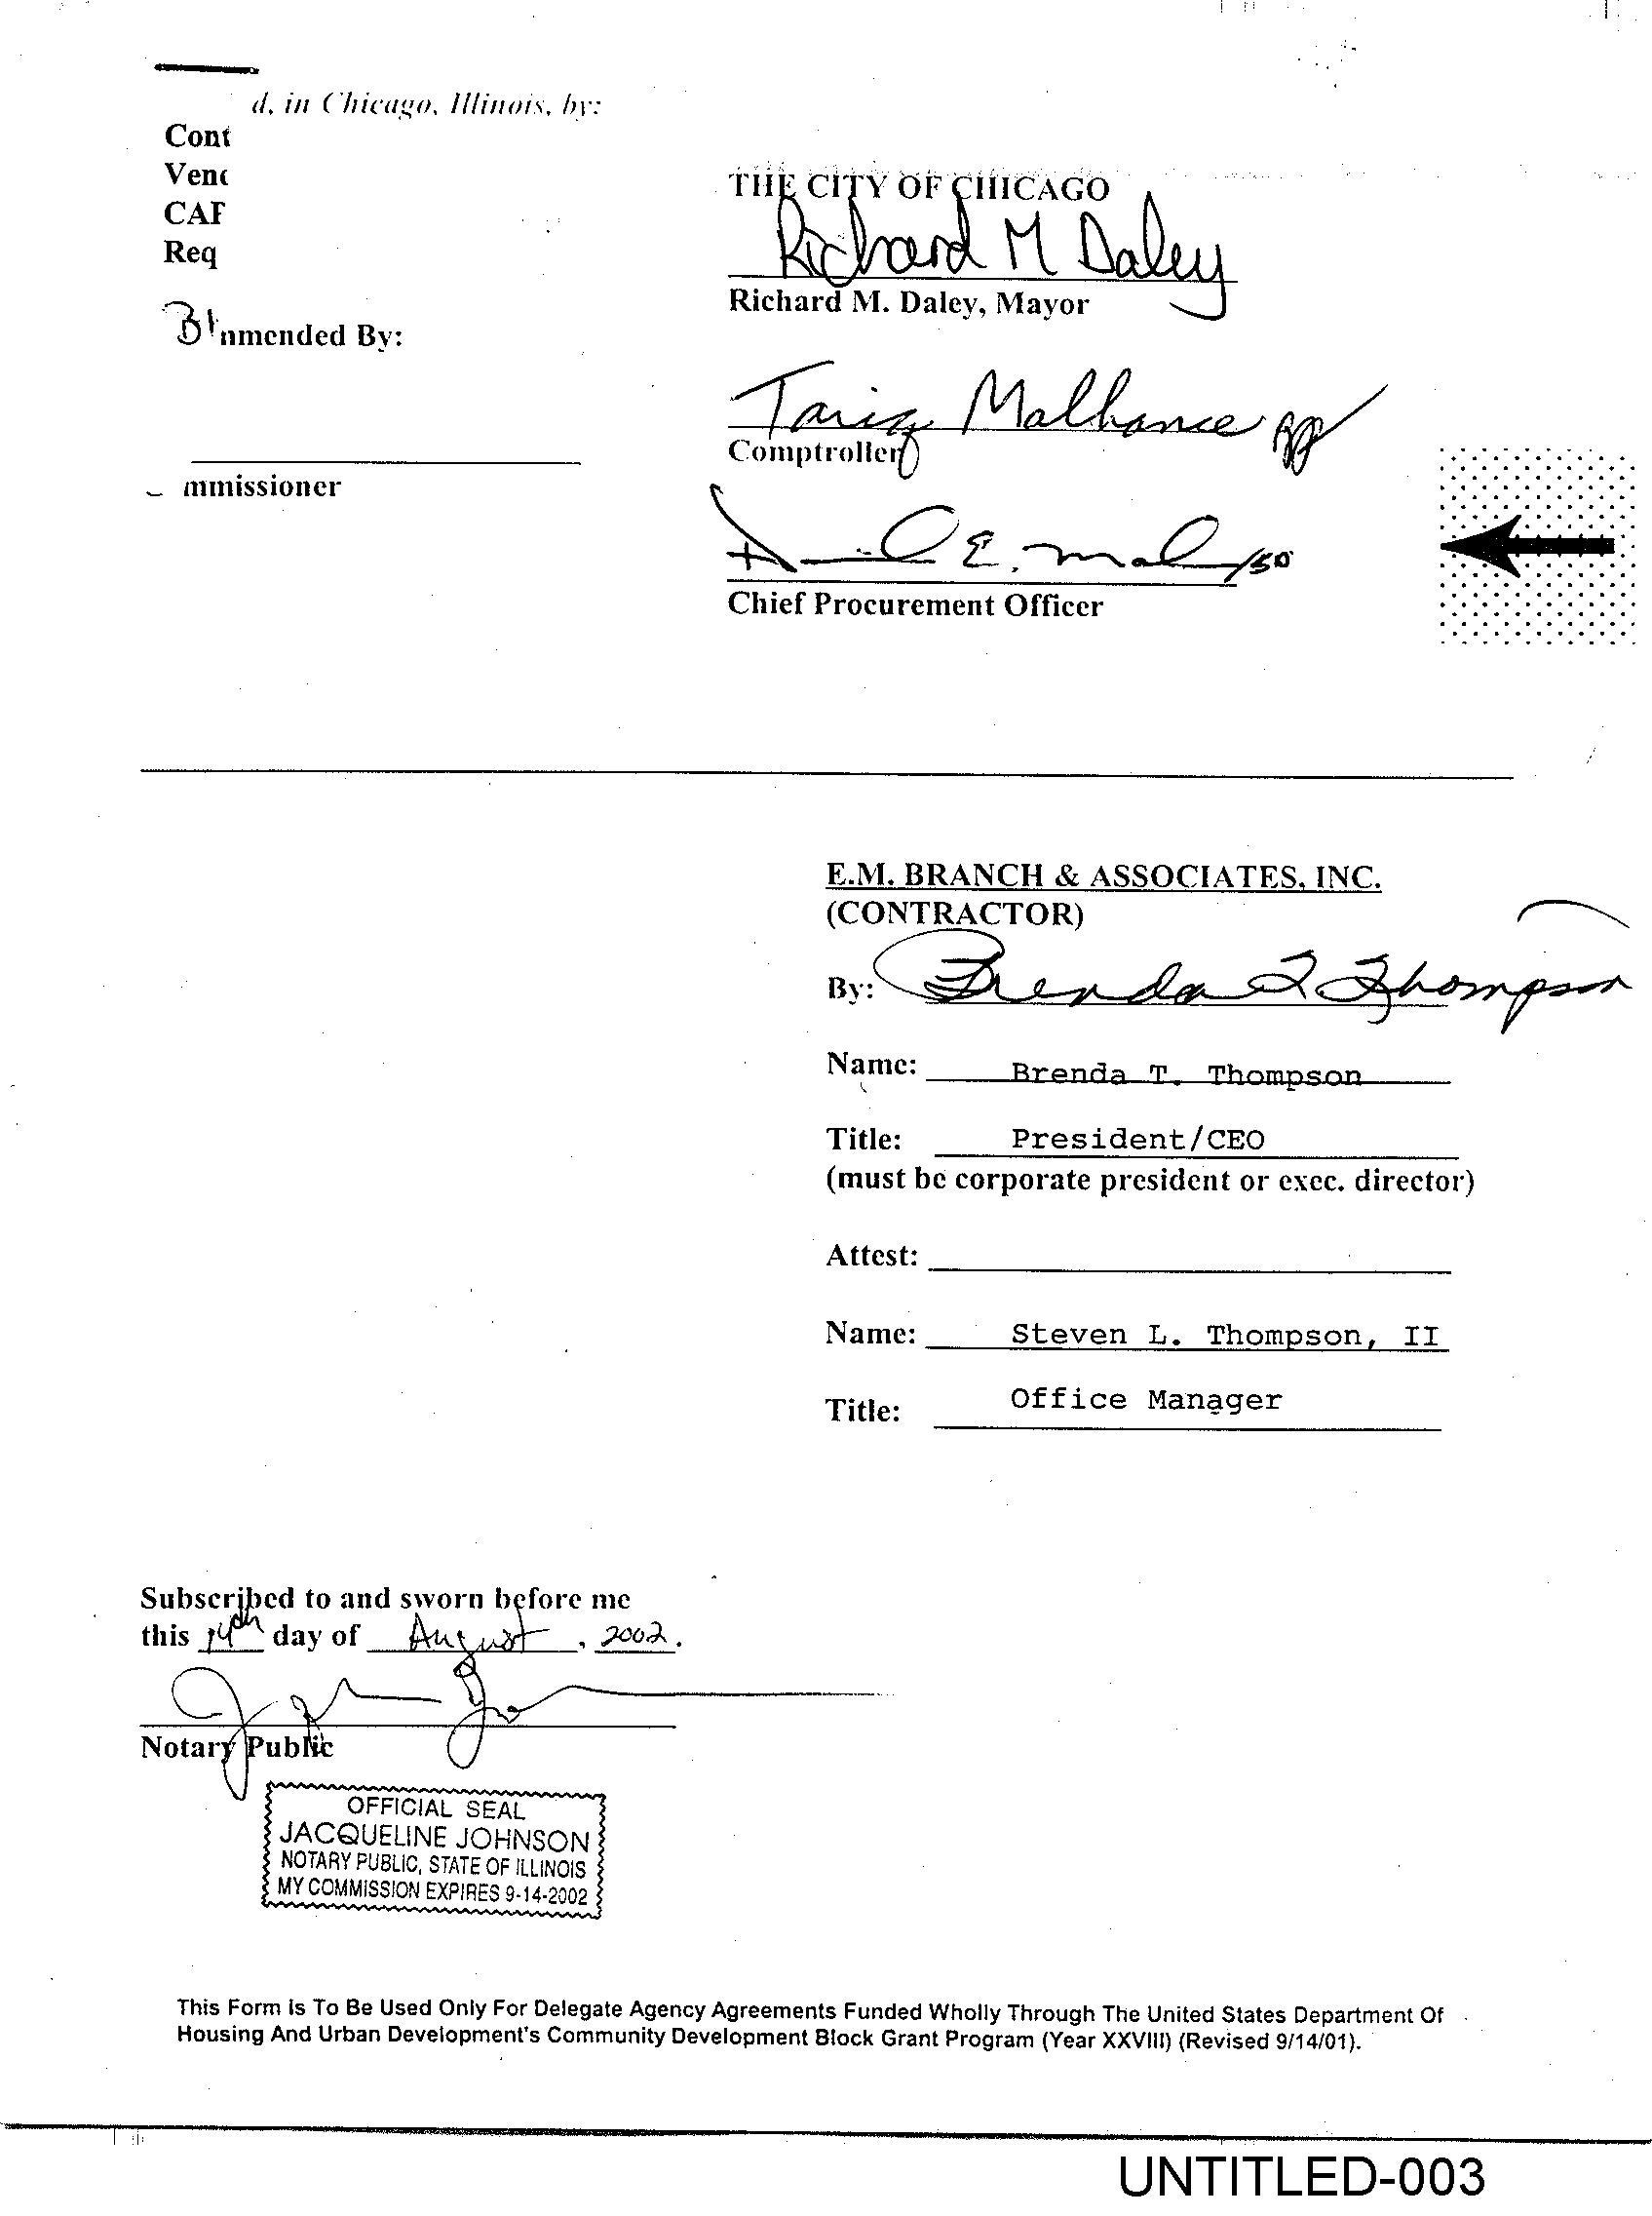 d, in Chicago, Illinois, by:
Cont
Ven
CAF
Req
THE CITY OF CHICAGO
Richard M Daley
Richard M. Daley, Mayor
nmended By:
Tariq Malhance
Comptroller
mmissioner
E.
Chief Procurement Officer
E.M. BRANCH & ASSOCIATES, INC.
(CONTRACTOR)
By: Brenda T Thompson
Name: Brenda T. Thompson
Title: President/CEO
(must be corporate president or exec. director)
Attest:
Name: Steven L. Thompson, II
Title: Office Manager
Subscribed to and sworn before me
this 14th day of August, 2002.
Notary Public
OFFICIAL SEAL
JACQUELINE JOHNSON
NOTARY PUBLIC, STATE OF ILLINOIS
MY COMMISSION EXPIRES 9-14-2002
This Form is To Be Used Only For Delegate Agency Agreements Funded Wholly Through The United States Department Of
Housing And Urban Development's Community Development Block Grant Program (Year XXVIII) (Revised 9/14/01).
UNTITLED-003